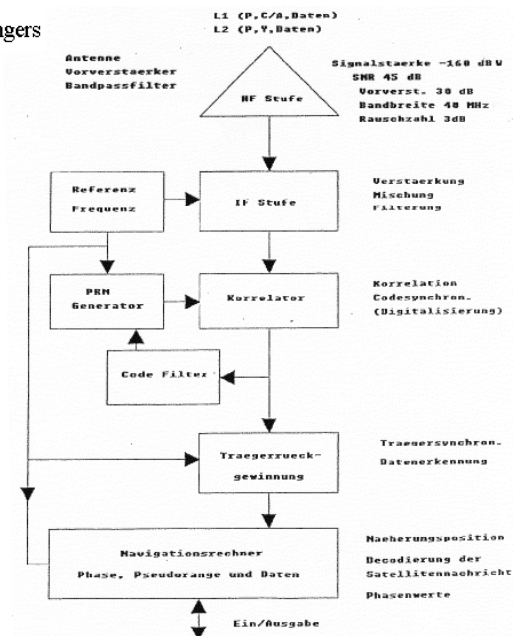 ngers
L1 (P,C/A,Daten)
L2 (P,Y,Daten)
Antenne
Vorverstaerker
Bandpassfilter
Signalstaerke -160 dBW
SNR 45 dB
Vorverst. 30 dB
Bandbreite 40 MHz
Rauschzahl 3dB
HF Stufe
Referenz
Frequenz
IF Stufe
Verstaerkung
Mischung
Filterung
PRN
Generator
Korrelator
Korrelation
Codesynchron.
(Digitalisierung)
Code Filter
Traegerrueck-
gewinnung
Traegersynchron.
Datenerkennung
Navigationsrechner
Phase, Pseudorange und Daten
Naeherungsposition
Decodierung der
Satellitennachricht
Phasenwerte
Ein/Ausgabe